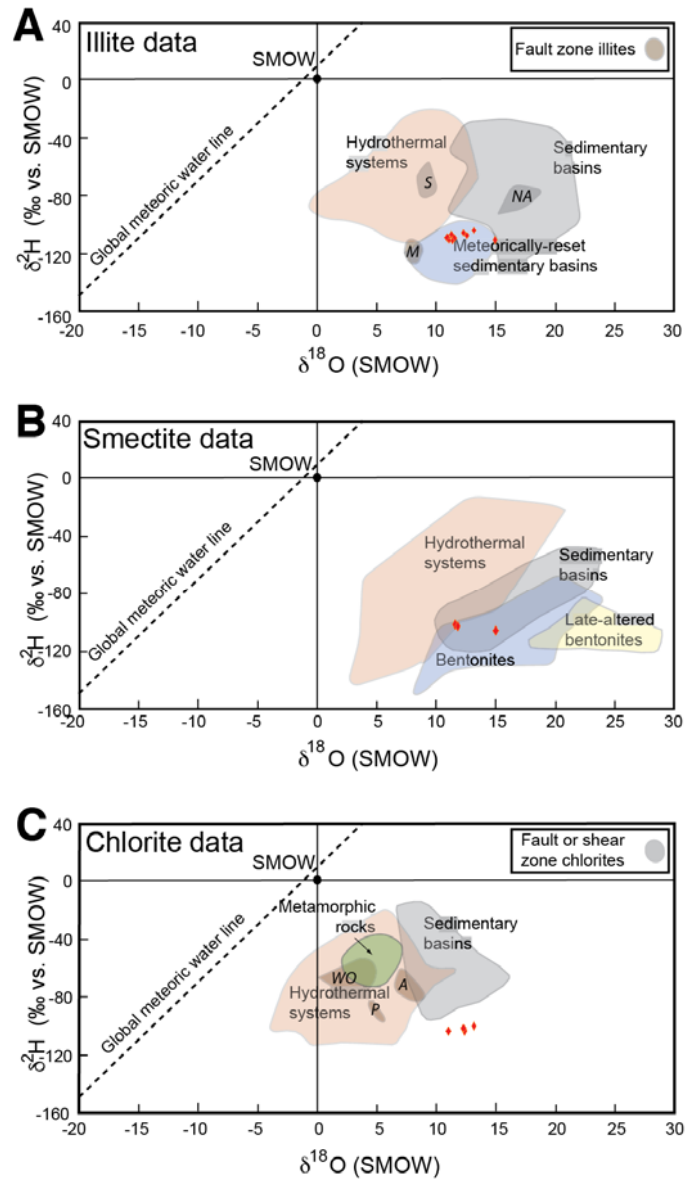 A
Illite data
Fault zone illites
SMOW
Global meteoric water line
Hydrothermal
systems
S
Sedimentary
basins
NA
M
Meteorically-reset
sedimentary basins
40
0
-40
-80
-120
-160
δ²H (‰ vs. SMOW)
-20 -15 -10 -5 0 5 10 15 20 25 30
δ¹⁸O (SMOW)
B
Smectite data
SMOW
Global meteoric water line
Hydrothermal
systems
Sedimentary
basins
Late-altered
bentonites
Bentonites
40
0
-40
-80
-120
-160
δ²H (‰ vs. SMOW)
-20 -15 -10 -5 0 5 10 15 20 25 30
δ¹⁸O (SMOW)
C
Chlorite data
Fault or shear
zone chlorites
SMOW
Global meteoric water line
Metamorphic
rocks
Sedimentary
basins
WO
A
Hydrothermal
systems
P
40
0
-40
-80
-120
-160
δ²H (‰ vs. SMOW)
-20 -15 -10 -5 0 5 10 15 20 25 30
δ¹⁸O (SMOW)